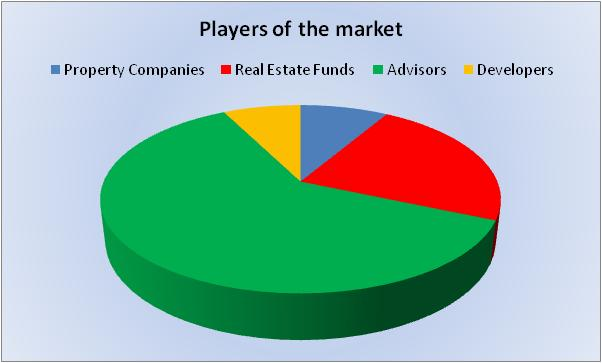 Players of the market
Property Companies Real Estate Funds Advisors Developers